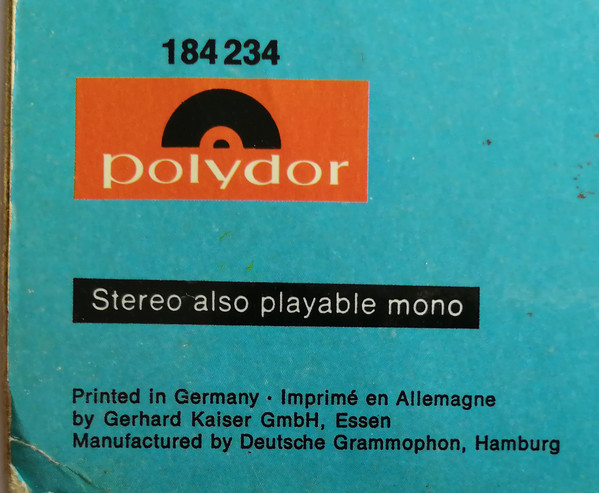 184 234
polydor
Stereo also playable mono
Printed in Germany · Imprimé en Allemagne
by Gerhard Kaiser GmbH, Essen
Manufactured by Deutsche Grammophon, Hamburg